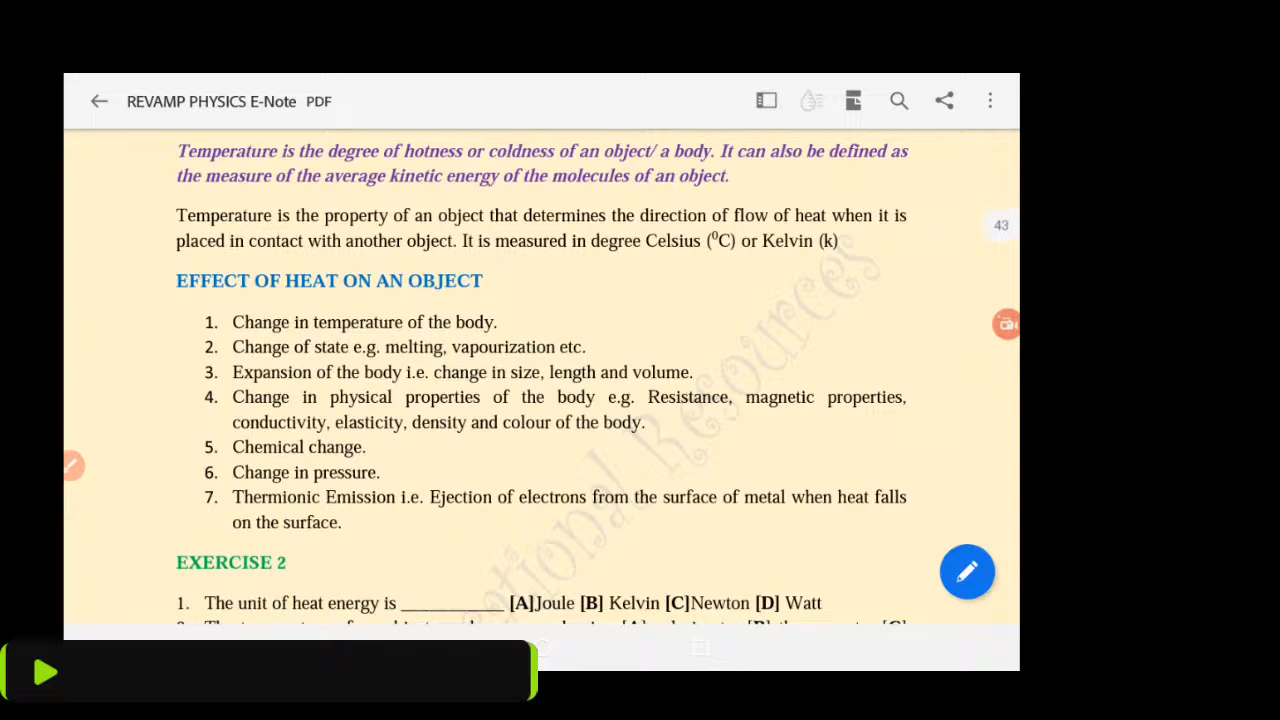 REVAMP PHYSICS E-Note PDF
Temperature is the degree of hotness or coldness of an object/ a body. It can also be defined as
the measure of the average kinetic energy of the molecules of an object.
Temperature is the property of an object that determines the direction of flow of heat when it is
placed in contact with another object. It is measured in degree Celsius (⁰C) or Kelvin (k)
43
EFFECT OF HEAT ON AN OBJECT
1. Change in temperature of the body.
2. Change of state e.g. melting, vapourization etc.
3. Expansion of the body i.e. change in size, length and volume.
4. Change in physical properties of the body e.g. Resistance, magnetic properties,
conductivity, elasticity, density and colour of the body.
5. Chemical change.
6. Change in pressure.
7. Thermionic Emission i.e. Ejection of electrons from the surface of metal when heat falls
on the surface.
EXERCISE 2
1. The unit of heat energy is ___________ [A]Joule [B] Kelvin [C]Newton [D] Watt
Resources